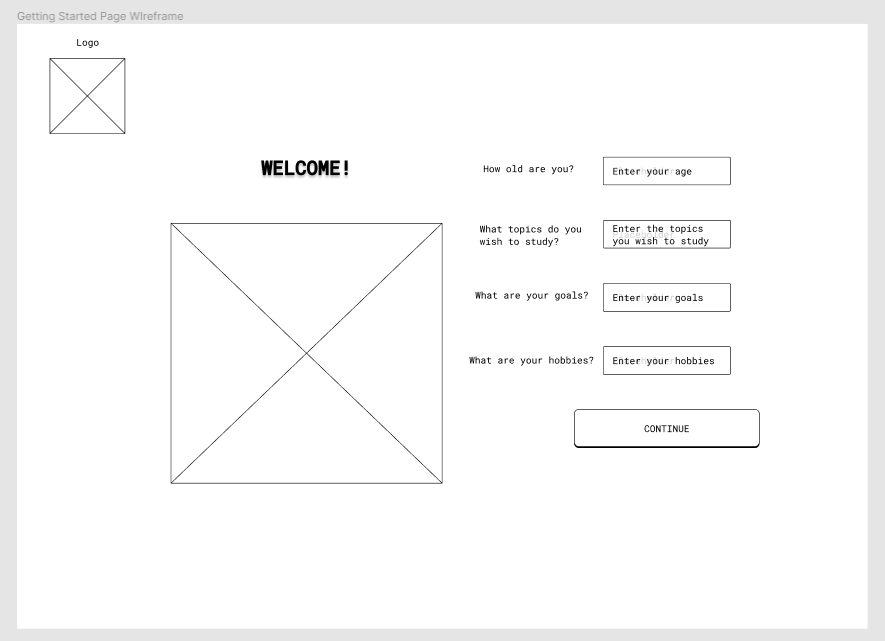 Getting Started Page WIreframe
Logo
WELCOME!
How old are you?
Enter your age
What topics do you
wish to study?
Enter the topics
you wish to study
What are your goals?
Enter your goals
What are your hobbies?
Enter your hobbies
CONTINUE